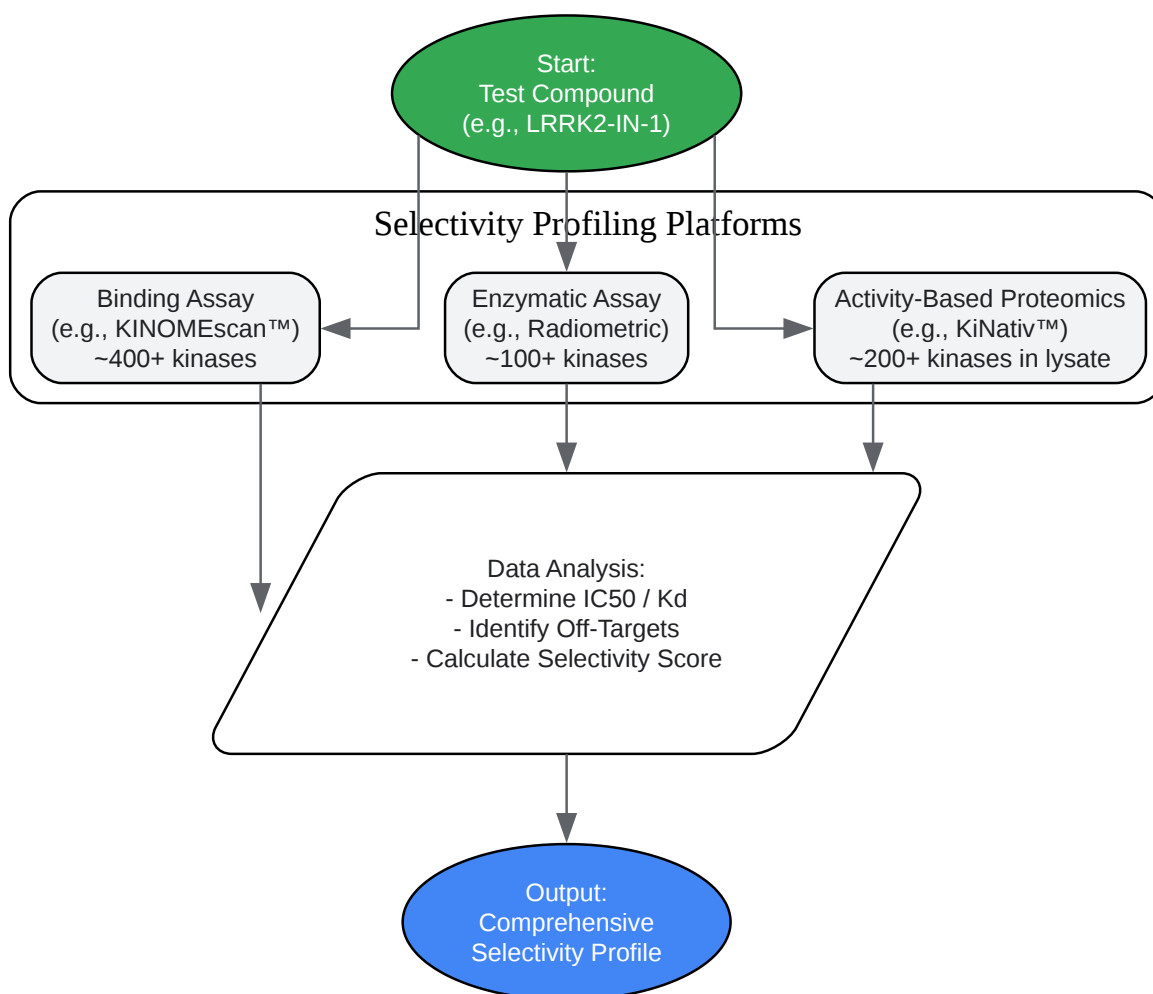 Start:
Test Compound
(e.g., LRRK2-IN-1)
Selectivity Profiling Platforms
Binding Assay
(e.g., KINOMEscan™)
~400+ kinases
Enzymatic Assay
(e.g., Radiometric)
~100+ kinases
Activity-Based Proteomics
(e.g., KiNativ™)
~200+ kinases in lysate
Data Analysis:
- Determine IC50 / Kd
- Identify Off-Targets
- Calculate Selectivity Score
Output:
Comprehensive
Selectivity Profile